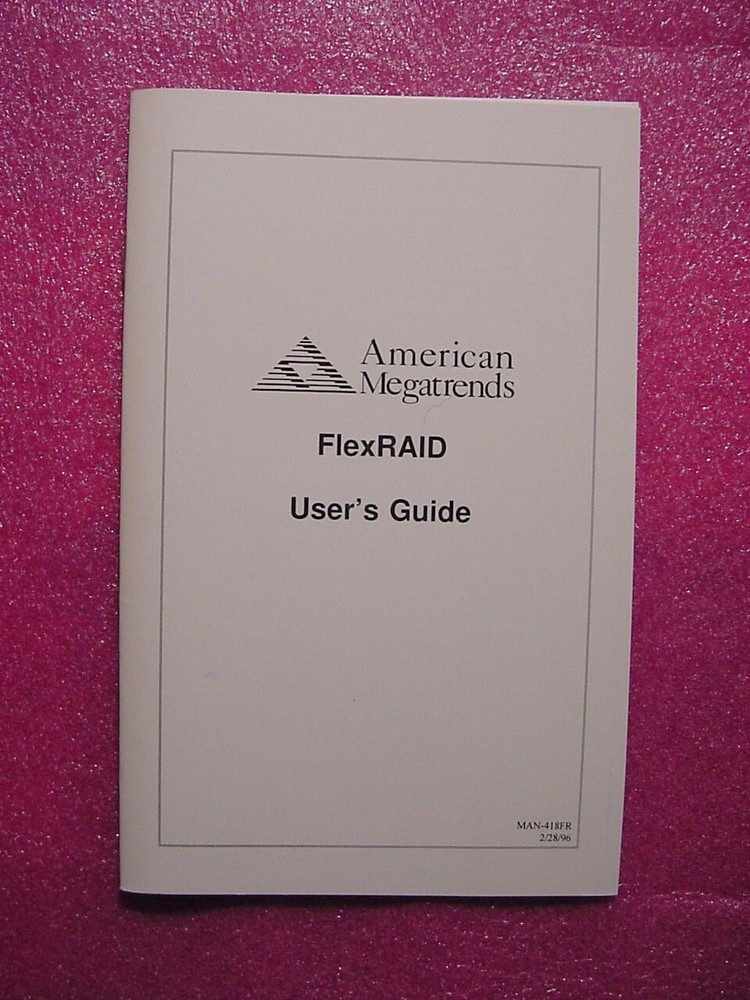 American
Megatrends
FlexRAID
User's Guide
MAN-418FR
2/28/96